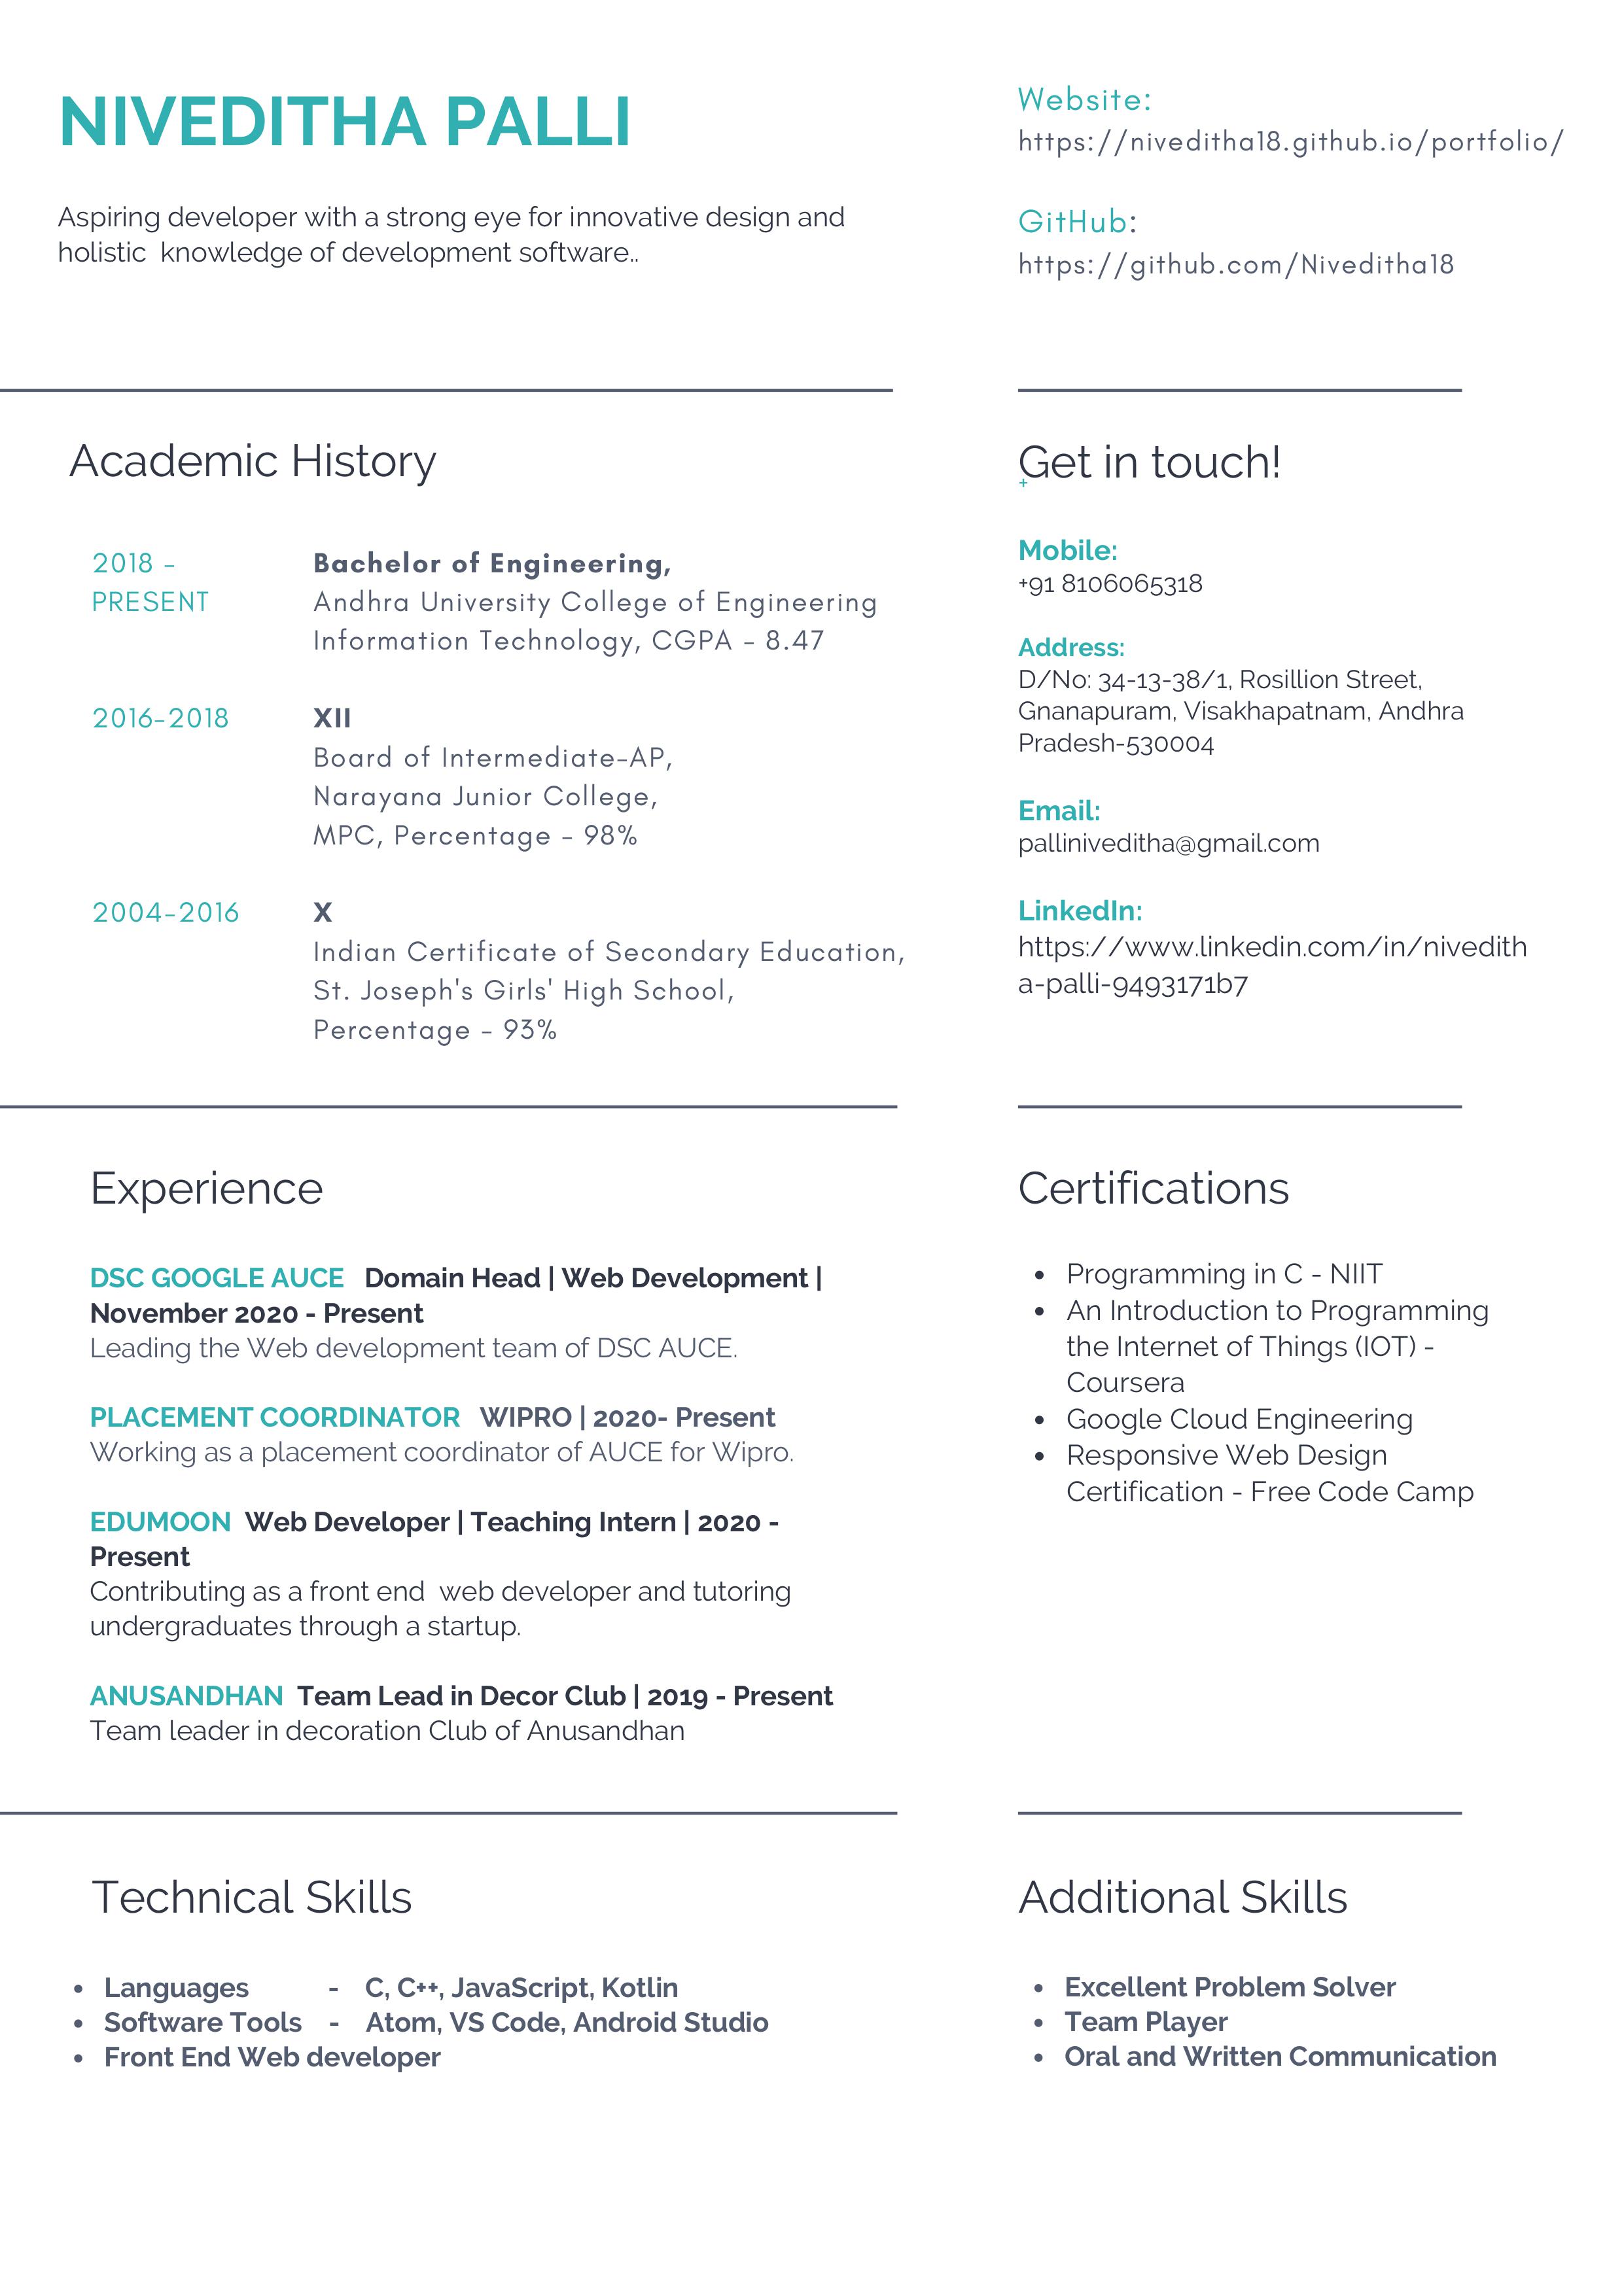 NIVEDITHA PALLI
Aspiring developer with a strong eye for innovative design and
holistic  knowledge of development software..
Website:
https://niveditha18.github.io/portfolio/
GitHub:
https://github.com/Niveditha18
Academic History
2018 -
PRESENT
Bachelor of Engineering,
Andhra University College of Engineering
Information Technology, CGPA - 8.47
2016-2018
XII
Board of Intermediate-AP,
Narayana Junior College,
MPC, Percentage - 98%
2004-2016
X
Indian Certificate of Secondary Education,
St. Joseph's Girls' High School,
Percentage - 93%
Get in touch!
+
Mobile:
+91 8106065318
Address:
D/No: 34-13-38/1, Rosillion Street,
Gnanapuram, Visakhapatnam, Andhra
Pradesh-530004
Email:
palliniveditha@gmail.com
LinkedIn:
https://www.linkedin.com/in/nivedith
a-palli-9493171b7
Experience
DSC GOOGLE AUCE   Domain Head | Web Development |
November 2020 - Present
Leading the Web development team of DSC AUCE.
PLACEMENT COORDINATOR   WIPRO | 2020- Present
Working as a placement coordinator of AUCE for Wipro.
EDUMOON  Web Developer | Teaching Intern | 2020 -
Present
Contributing as a front end  web developer and tutoring
undergraduates through a startup.
ANUSANDHAN  Team Lead in Decor Club | 2019 - Present
Team leader in decoration Club of Anusandhan
Certifications
• Programming in C - NIIT
• An Introduction to Programming
the Internet of Things (IOT) -
Coursera
• Google Cloud Engineering
• Responsive Web Design
Certification - Free Code Camp
Technical Skills
• Languages - C, C++, JavaScript, Kotlin
• Software Tools - Atom, VS Code, Android Studio
• Front End Web developer
Additional Skills
• Excellent Problem Solver
• Team Player
• Oral and Written Communication